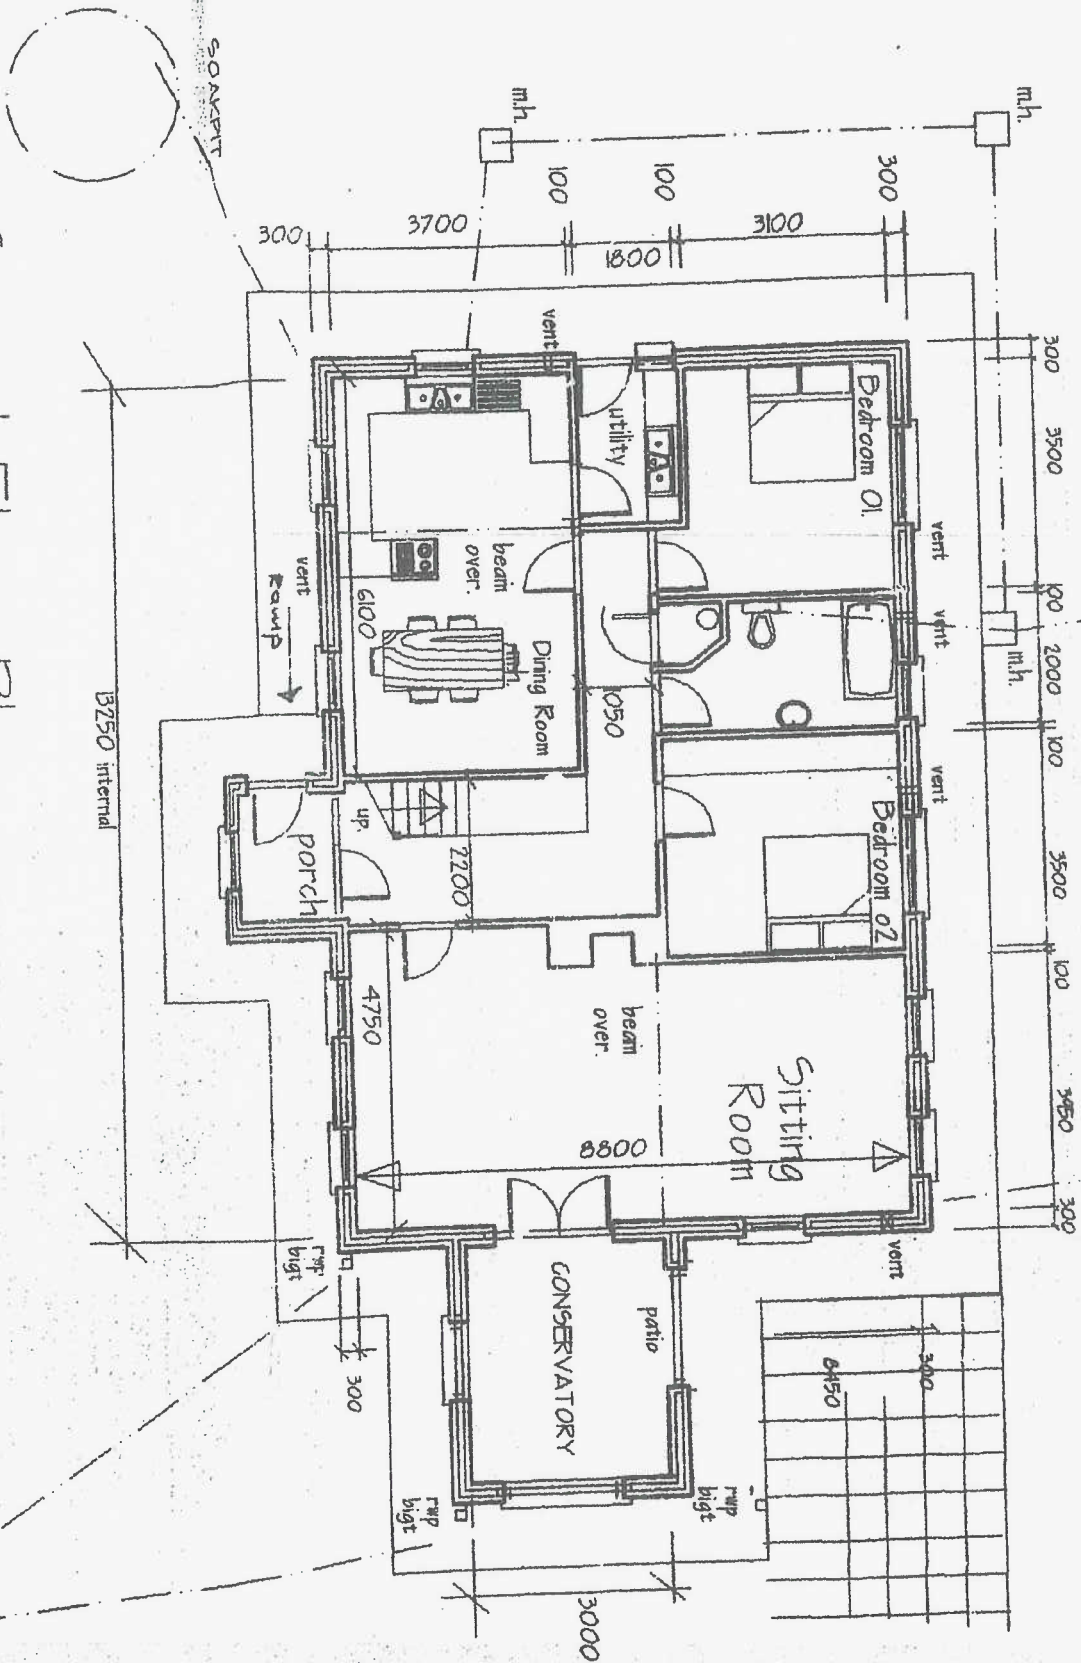 SOAKPIT
m.h.
m.h.
300
3700
100
1800
100
3100
300
300
3500
100
2000
100
3500
100
300
vent
utility
Bedroom 01.
vent
vent
m.h.
vent
beam
over.
6100
Dining Room
1050
vent
Ramp
13250 internal
up.
porch
2200
Bedroom 02
4750
beam
over.
Sitting
Room
8800
vent
rwp
bigt
300
CONSERVATORY
patio
rwp
bigt
rwp
bigt
3000
300